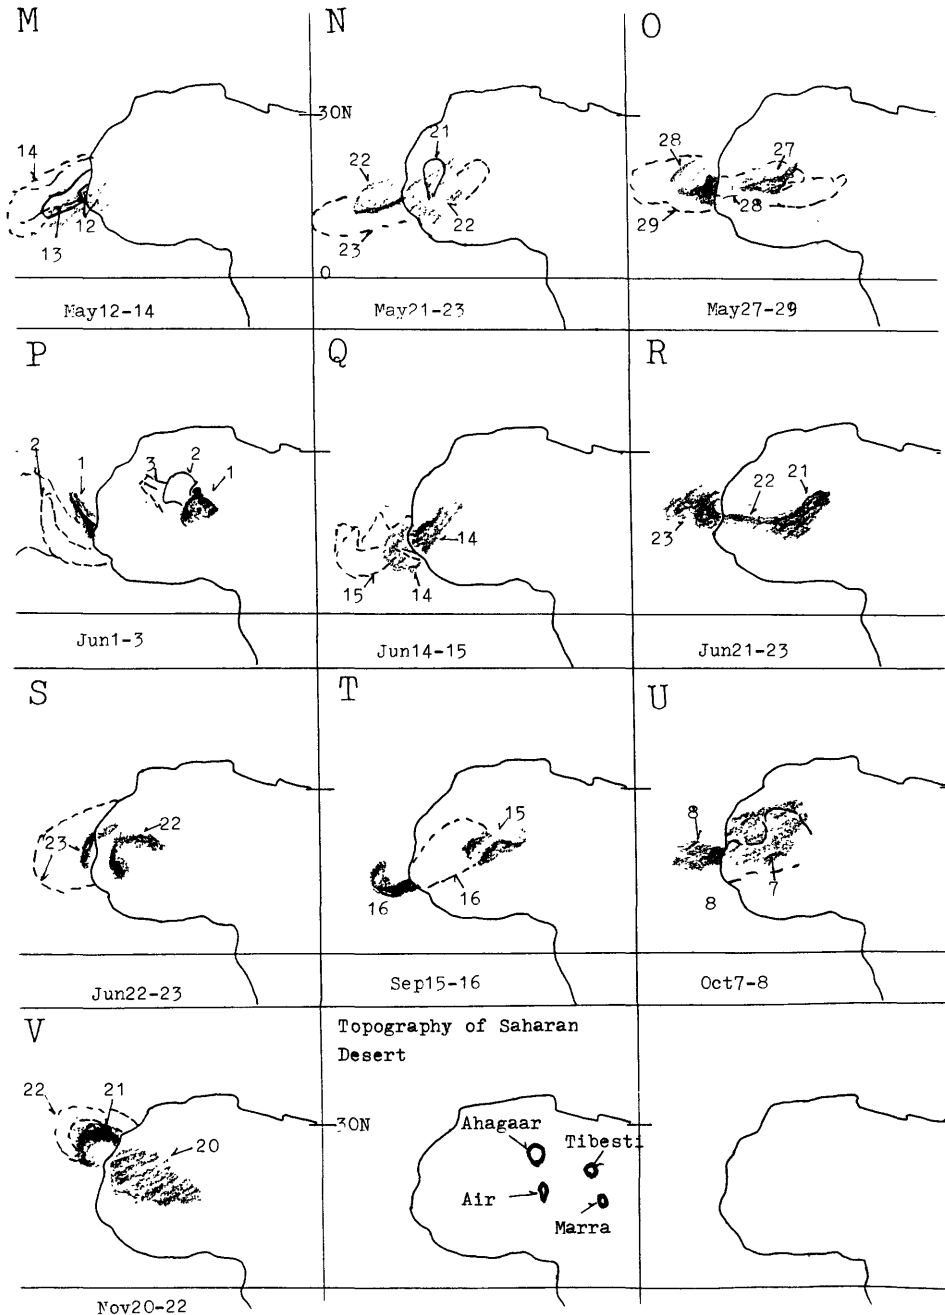 M
N
O
30N
21
14
22
28
27
12
22
28
13
23
29
0
May12-14
May21-23
May27-29
P
Q
R
2
1
3
2
1
22
21
14
23
15
14
Jun1-3
Jun14-15
Jun21-23
S
T
U
23
22
15
8
16
16
7
8
Jun22-23
Sep15-16
Oct7-8
V
Topography of Saharan
Desert
22
21
30N
20
Ahagaar
Tibesti
Air
Marra
Nov20-22